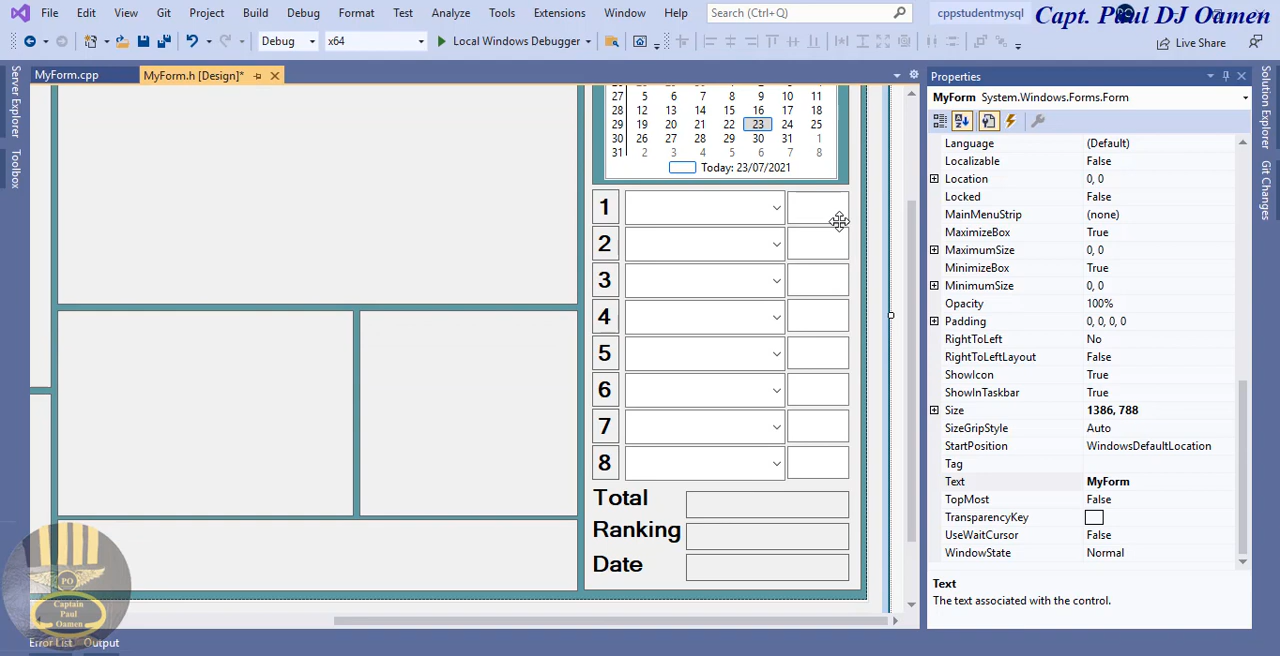 File Edit View Git Project Build Debug Format Test Analyze Tools Extensions Window Help Search (Ctrl+Q) cppstudentmysql Capt. Paul DJ Oamen
Debug x64 Local Windows Debugger Live Share
MyForm.cpp MyForm.h [Design]* Properties
MyForm System.Windows.Forms.Form
Server Explorer
Toolbox
Solution Explorer
Git Changes
27 5 6 7 8 9 10 11
28 12 13 14 15 16 17 18
29 19 20 21 22 23 24 25
30 26 27 28 29 30 31 1
31 2 3 4 5 6 7 8
Today: 23/07/2021
1
2
3
4
5
6
7
8
Total
Ranking
Date
Language (Default)
Localizable False
Location 0, 0
Locked False
MainMenuStrip (none)
MaximizeBox True
MaximumSize 0, 0
MinimizeBox True
MinimumSize 0, 0
Opacity 100%
Padding 0, 0, 0, 0
RightToLeft No
RightToLeftLayout False
ShowIcon True
ShowInTaskbar True
Size 1386, 788
SizeGripStyle Auto
StartPosition WindowsDefaultLocation
Tag
Text MyForm
TopMost False
TransparencyKey
UseWaitCursor False
WindowState Normal
Text
The text associated with the control.
PO
Captain
Paul
Oamen
Error List Output